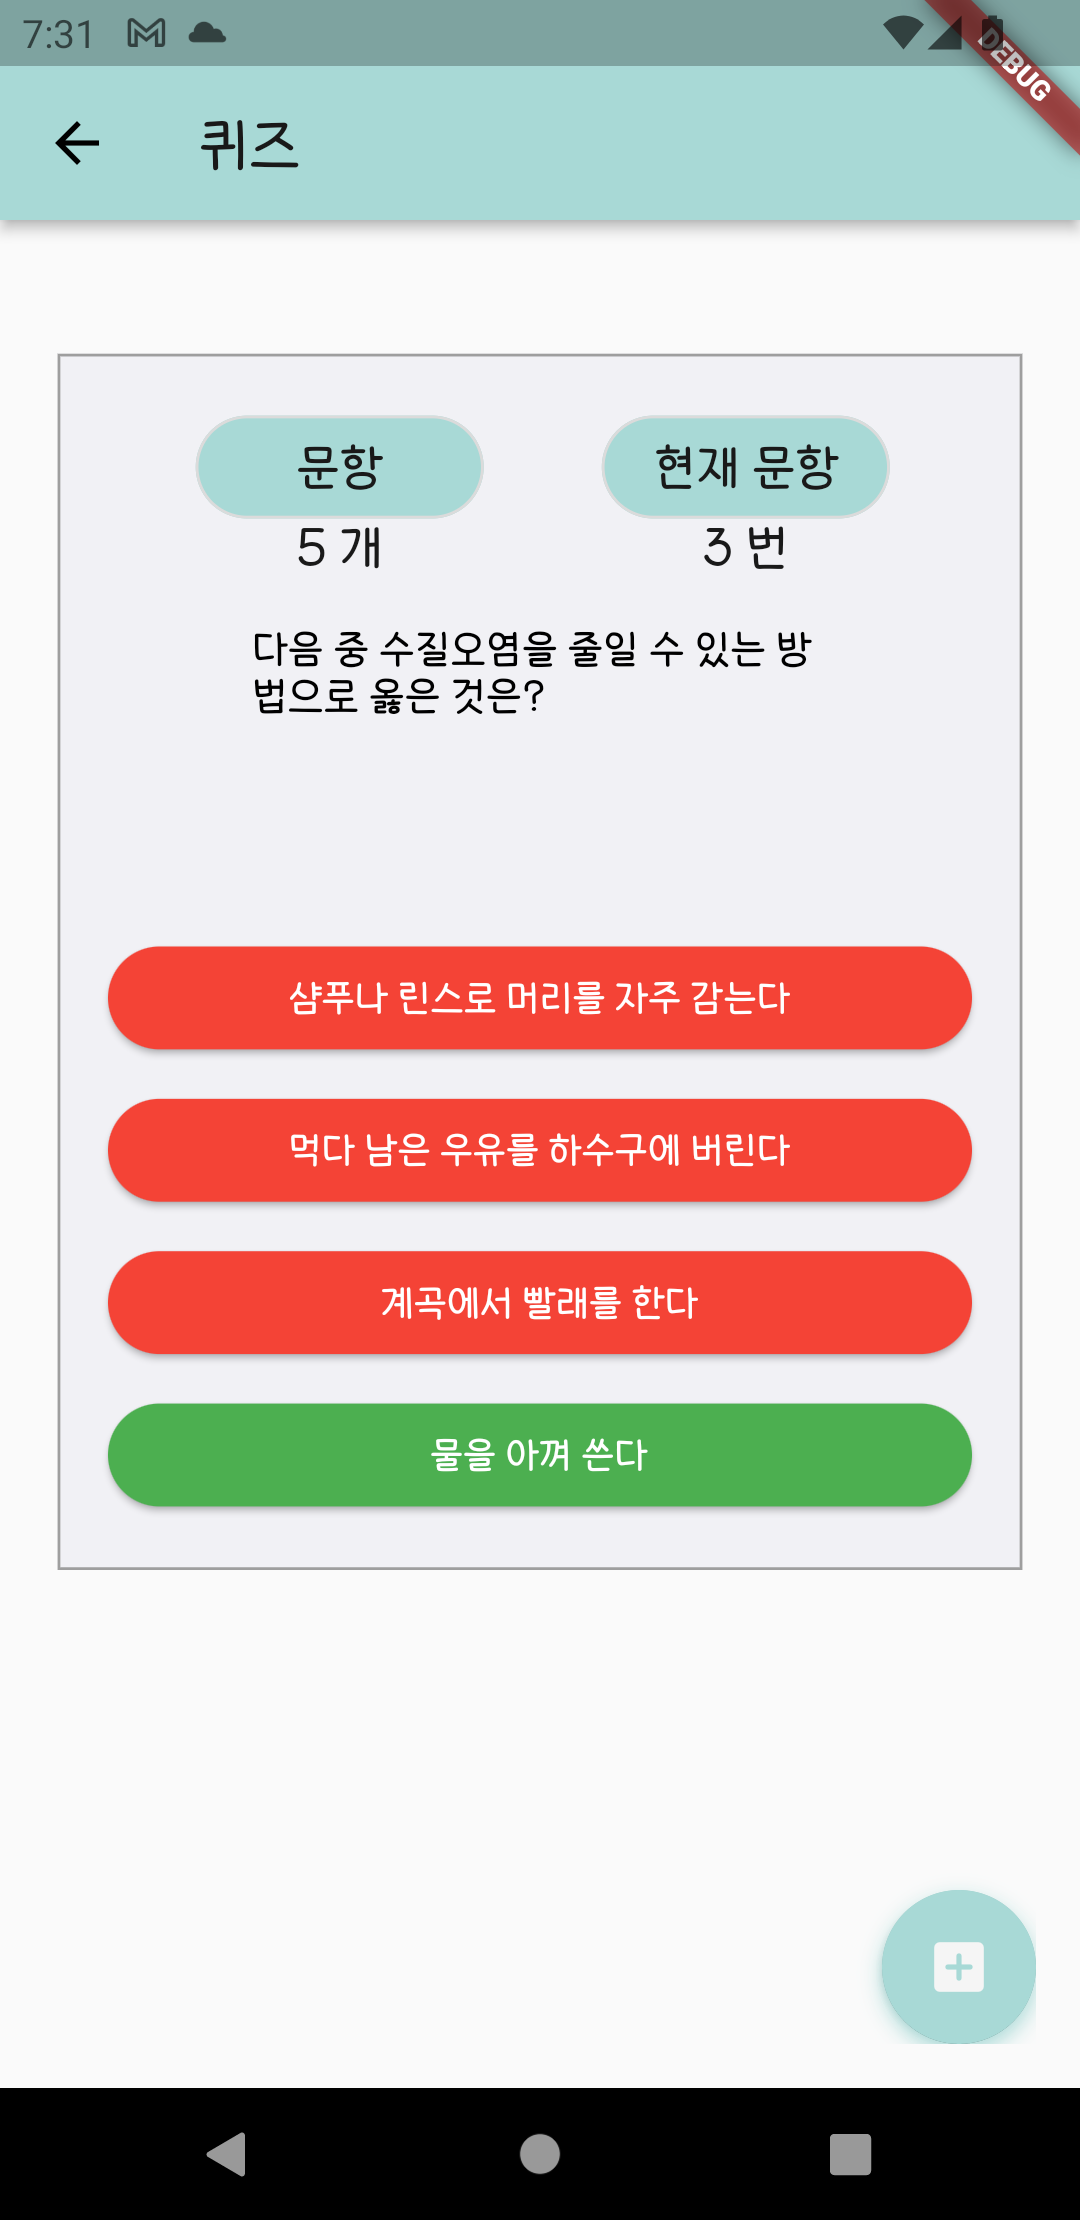 7:31
DEBUG
퀴즈
문항
현재 문항
5 개
3 번
다음 중 수질오염을 줄일 수 있는 방
법으로 옳은 것은?
샴푸나 린스로 머리를 자주 감는다
먹다 남은 우유를 하수구에 버린다
계곡에서 빨래를 한다
물을 아껴 쓴다